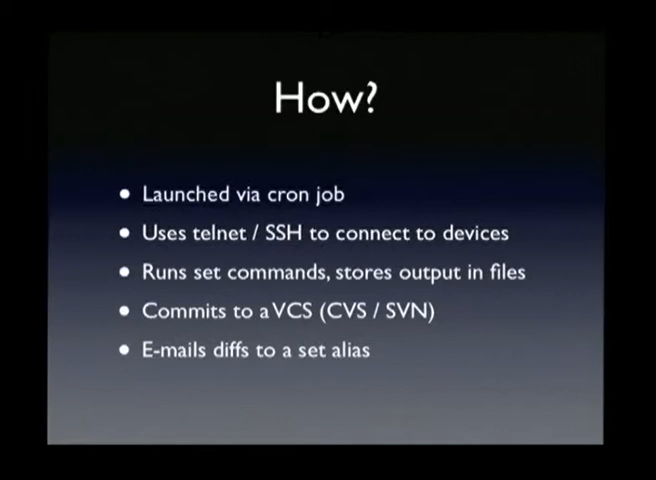 How?
• Launched via cron job
• Uses telnet / SSH to connect to devices
• Runs set commands, stores output in files
• Commits to a VCS (CVS / SVN)
• E-mails diffs to a set alias